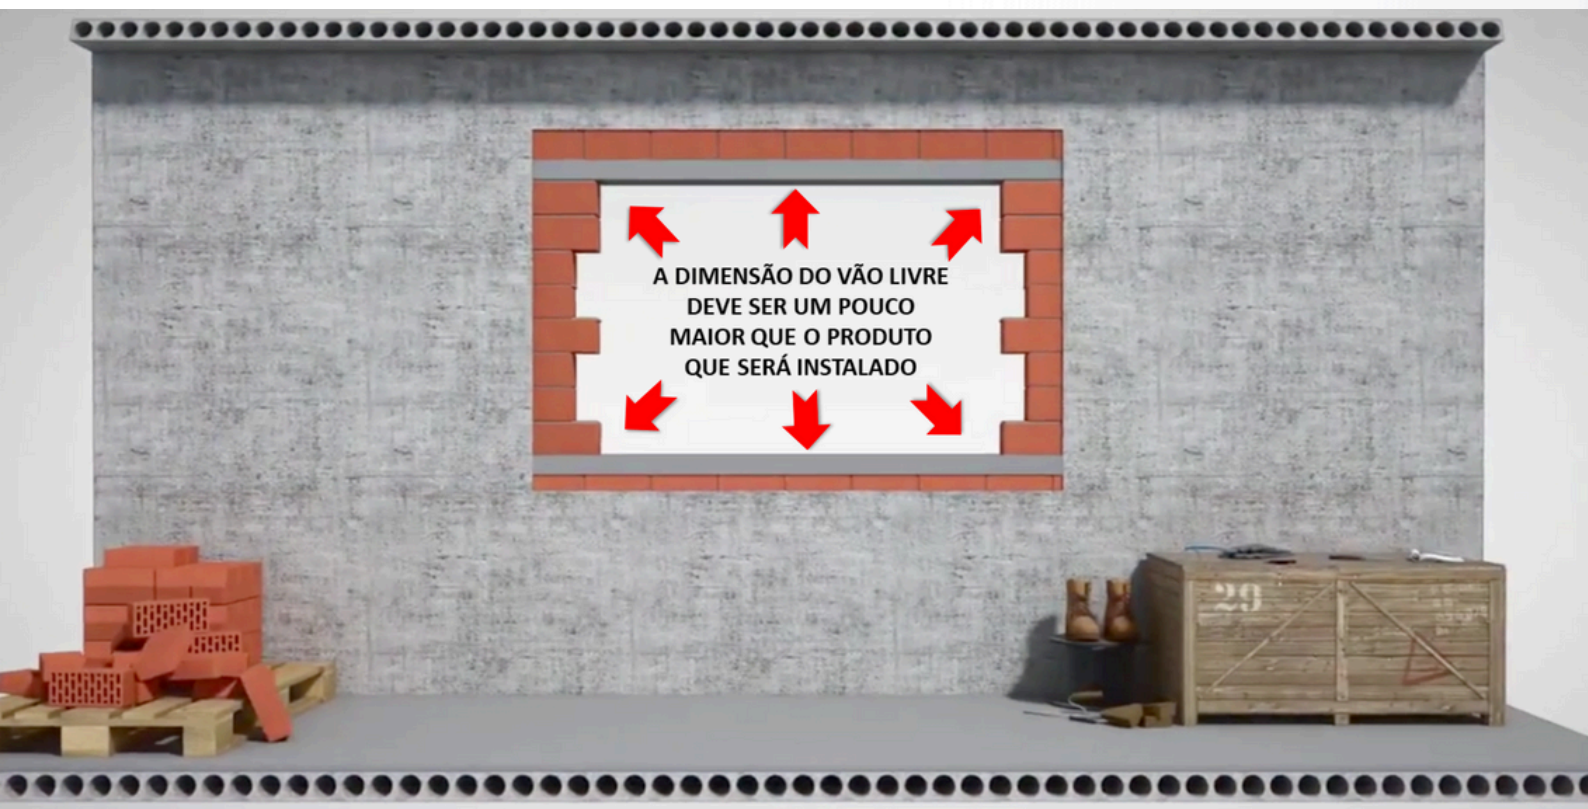 A DIMENSÃO DO VÃO LIVRE
DEVE SER UM POUCO
MAIOR QUE O PRODUTO
QUE SERÁ INSTALADO
29